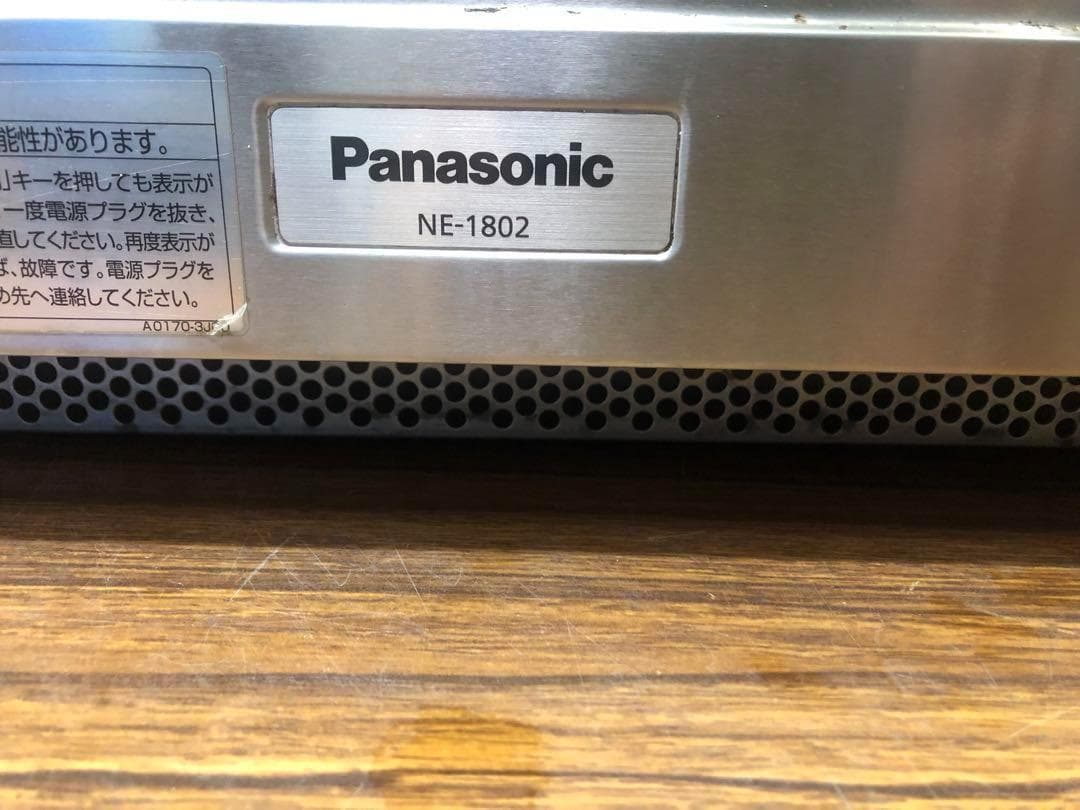 能性があります。
キーを押しても表示が
一度電源プラグを抜き、
直してください。再度表示が
ば、故障です。電源プラグを
め先へ連絡してください。
A0170-3J
Panasonic
NE-1802